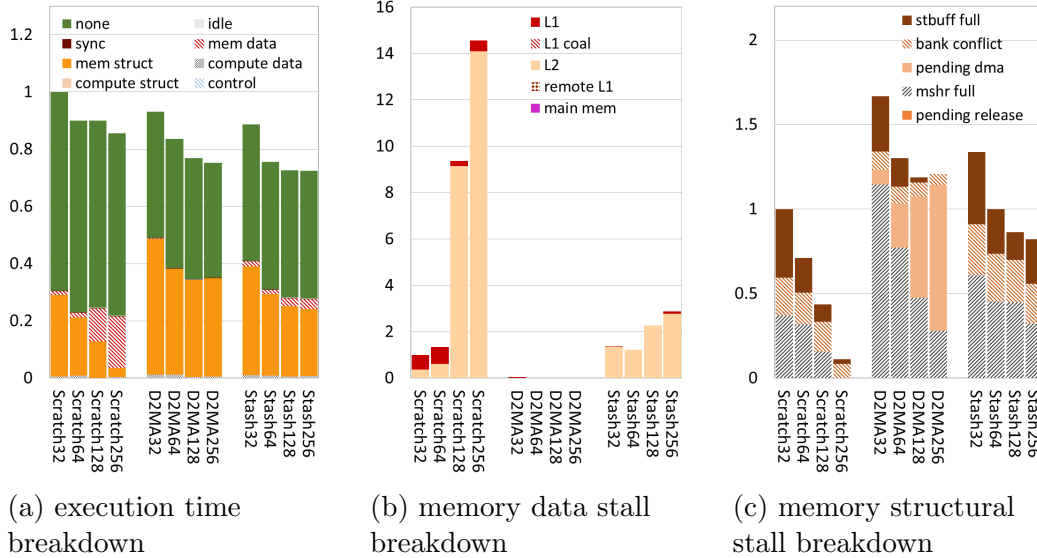 none
idle
sync
mem data
mem struct
compute data
compute struct
control
1.2
1
0.8
0.6
0.4
0.2
0
Scratch32
Scratch64
Scratch128
Scratch256
D2MA32
D2MA64
D2MA128
D2MA256
Stash32
Stash64
Stash128
Stash256
(a) execution time
breakdown
L1
L1 coal
L2
remote L1
main mem
16
14
12
10
8
6
4
2
0
Scratch32
Scratch64
Scratch128
Scratch256
D2MA32
D2MA64
D2MA128
D2MA256
Stash32
Stash64
Stash128
Stash256
(b) memory data stall
breakdown
stbuff full
bank conflict
pending dma
mshr full
pending release
2
1.5
1
0.5
0
Scratch32
Scratch64
Scratch128
Scratch256
D2MA32
D2MA64
D2MA128
D2MA256
Stash32
Stash64
Stash128
Stash256
(c) memory structural
stall breakdown